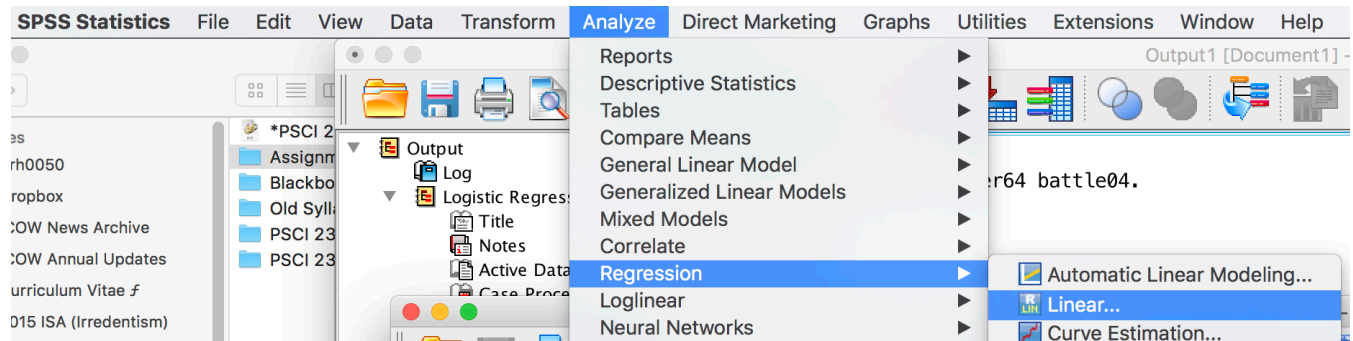 SPSS Statistics File Edit View Data Transform Analyze Direct Marketing Graphs Utilities Extensions Window Help
Output1 [Document1] -
Reports
Descriptive Statistics
Tables
Compare Means
General Linear Model
Generalized Linear Models
Mixed Models
Correlate
Regression
Loglinear
Neural Networks
Automatic Linear Modeling...
Linear...
Curve Estimation...
es
rh0050
ropbox
COW News Archive
COW Annual Updates
urriculum Vitae ƒ
015 ISA (Irredentism)
*PSCI 2
Assignm
Blackbo
Old Sylla
PSCI 23
PSCI 23
Output
Log
Logistic Regres
Title
Notes
Active Data
Case Proce
er64 battle04.